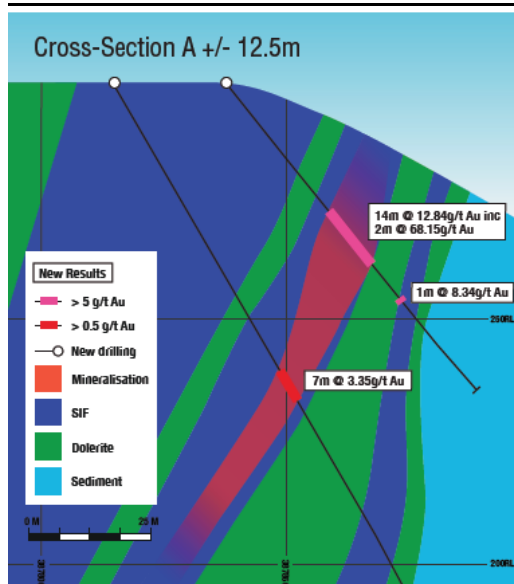 Cross-Section A +/- 12.5m
14m @ 12.84g/t Au inc
2m @ 68.15g/t Au
1m @ 8.34g/t Au
New Results
> 5 g/t Au
> 0.5 g/t Au
New drilling
Mineralisation
SIF
Dolerite
Sediment
250RL
7m @ 3.35g/t Au
0 M
25 M
200RL